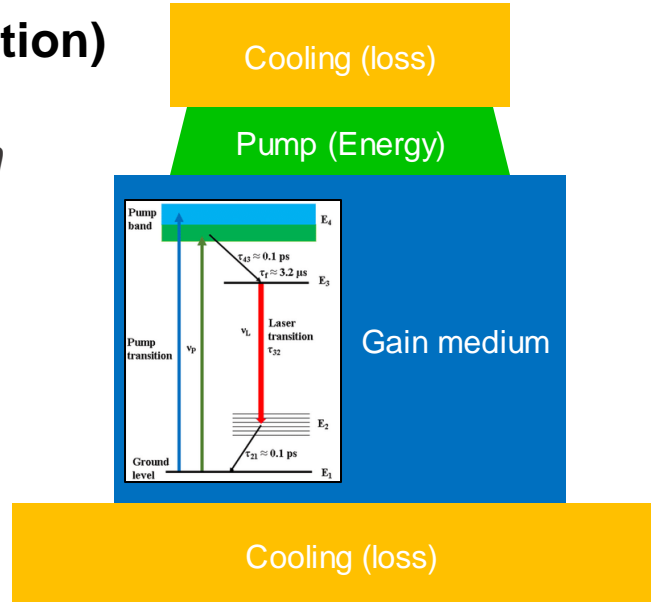 tion)
Cooling (loss)
Pump (Energy)
Pump
band
E4
τ43 ≈ 0.1 ps
τf ≈ 3.2 μs
E3
νL
Laser
transition
τ32
Pump
transition
νP
Gain medium
E2
τ21 ≈ 0.1 ps
Ground
level
E1
Cooling (loss)